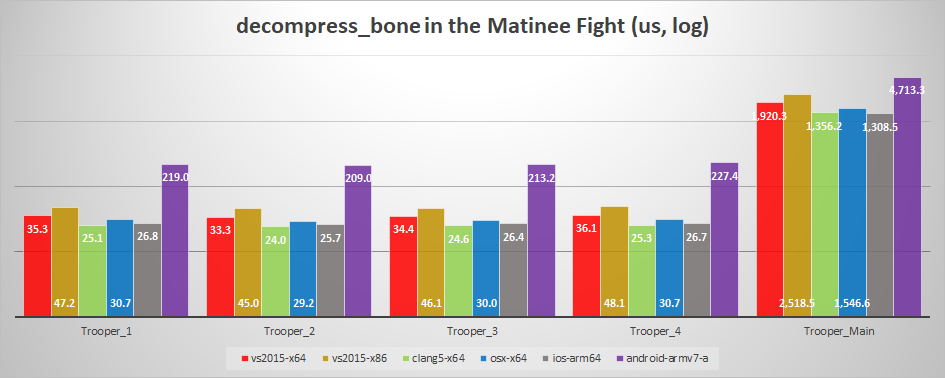 decompress_bone in the Matinee Fight (us, log)
35.3 47.2 25.1 30.7 26.8 219.0
33.3 45.0 24.0 29.2 25.7 209.0
34.4 46.1 24.6 30.0 26.4 213.2
36.1 48.1 25.3 30.7 26.7 227.4
1,920.3 2,518.5 1,356.2 1,546.6 1,308.5 4,713.3
Trooper_1 Trooper_2 Trooper_3 Trooper_4 Trooper_Main
vs2015-x64 vs2015-x86 clang5-x64 osx-x64 ios-arm64 android-armv7-a